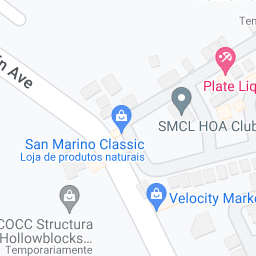 Ave
Plate Liq
SMCL HOA Club
San Marino Classic
Loja de produtos naturais
Velocity Marke
COCC Structura
Hollowblocks...
Temporariamente